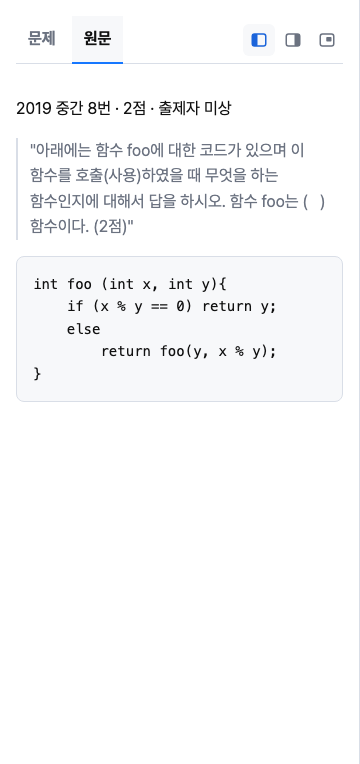 문제 원문
2019 중간 8번 · 2점 · 출제자 미상
"아래에는 함수 foo에 대한 코드가 있으며 이
함수를 호출(사용)하였을 때 무엇을 하는
함수인지에 대해서 답을 하시오. 함수 foo는 (   )
함수이다. (2점)"
int foo (int x, int y){
    if (x % y == 0) return y;
    else
        return foo(y, x % y);
}